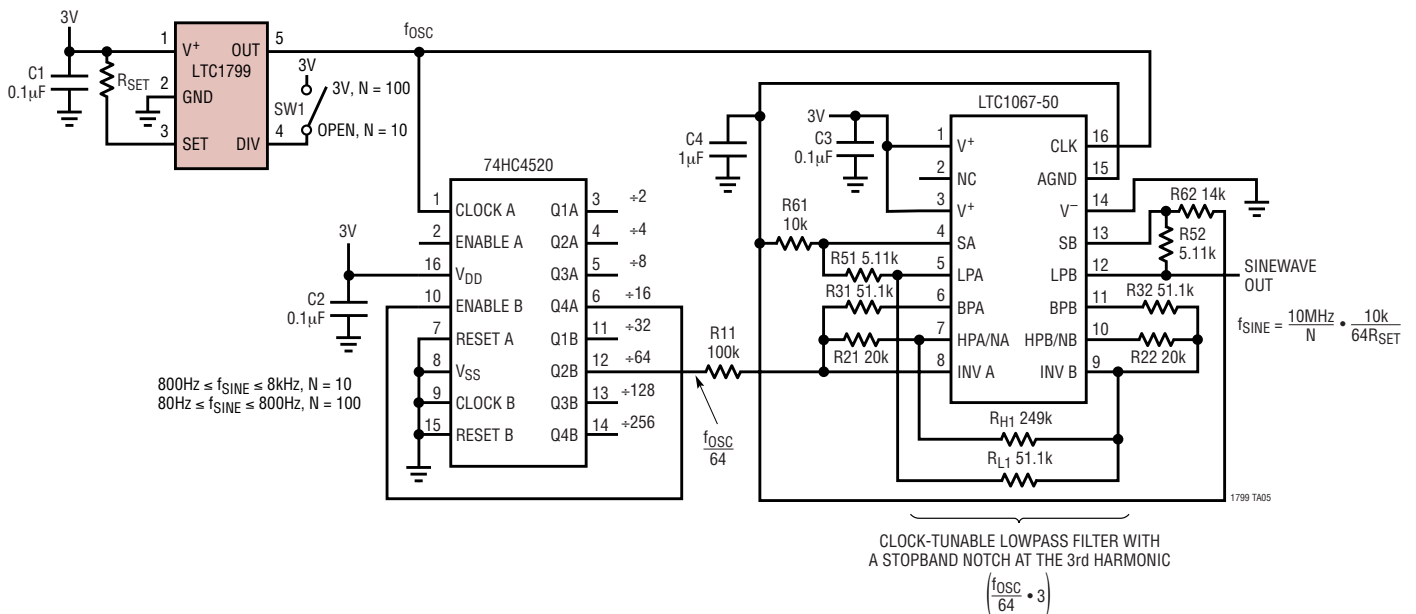 3V
1
V+
OUT
5
fOSC
LTC1799
C1
0.1µF
RSET
2
GND
3
SET
DIV
4
3V
SW1
3V, N = 100
OPEN, N = 10
74HC4520
1
CLOCK A
Q1A
3
÷2
2
ENABLE A
Q2A
4
÷4
3V
16
VDD
Q3A
5
÷8
10
ENABLE B
Q4A
6
÷16
C2
0.1µF
7
RESET A
Q1B
11
÷32
8
VSS
Q2B
12
÷64
9
CLOCK B
Q3B
13
÷128
15
RESET B
Q4B
14
÷256
800Hz ≤ fSINE ≤ 8kHz, N = 10
80Hz ≤ fSINE ≤ 800Hz, N = 100
R11
100k
fOSC
64
LTC1067-50
C4
1µF
3V
C3
0.1µF
1
V+
CLK
16
2
NC
AGND
15
3
V+
V–
14
R62 14k
R61
10k
4
SA
SB
13
R52
5.11k
R51 5.11k
5
LPA
LPB
12
SINEWAVE
OUT
R31 51.1k
6
BPA
BPB
11
R32 51.1k
R21 20k
7
HPA/NA
HPB/NB
10
R22 20k
8
INV A
INV B
9
fSINE = 10MHz/N • 10k/64RSET
RH1 249k
RL1 51.1k
1799 TA05
CLOCK-TUNABLE LOWPASS FILTER WITH
A STOPBAND NOTCH AT THE 3rd HARMONIC
(fOSC/64 • 3)